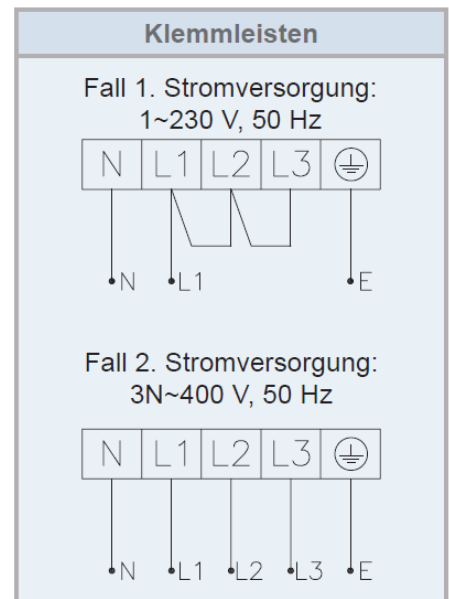 Klemmleisten
Fall 1. Stromversorgung:
1~230 V, 50 Hz
N L1 L2 L3
N L1 E
Fall 2. Stromversorgung:
3N~400 V, 50 Hz
N L1 L2 L3
N L1 L2 L3 E